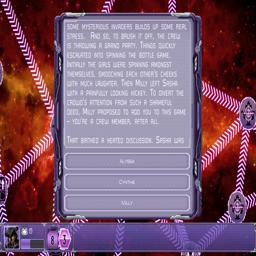 SOME MYSTERIOUS INVADERS BUILDS UP SOME REAL
STRESS. AND SO, TO BRUSH IT OFF, THE CREW
IS THROWING A GRAND PARTY. THINGS QUICKLY
ESCALATED INTO SPINNING THE BOTTLE GAME.
INITIALLY THE GIRLS WERE SPINNING AMONGST
THEMSELVES, SMOOCHING EACH OTHER'S CHEEKS
WITH MUCH LAUGHTER. THEN MILLY LEFT SASHA
WITH A PAINFULLY LOOKING HICKEY. TO DIVERT THE
CROWD'S ATTENTION FROM SUCH A SHAMEFUL
DEED, MILLY PROPOSED TO ADD YOU TO THIS GAME
- YOU'RE A CREW MEMBER, AFTER ALL.
THAT BIRTHED A HEATED DISCUSSION. SASHA WAS
ALYSSIA
CYNTHIE
MILLY
8